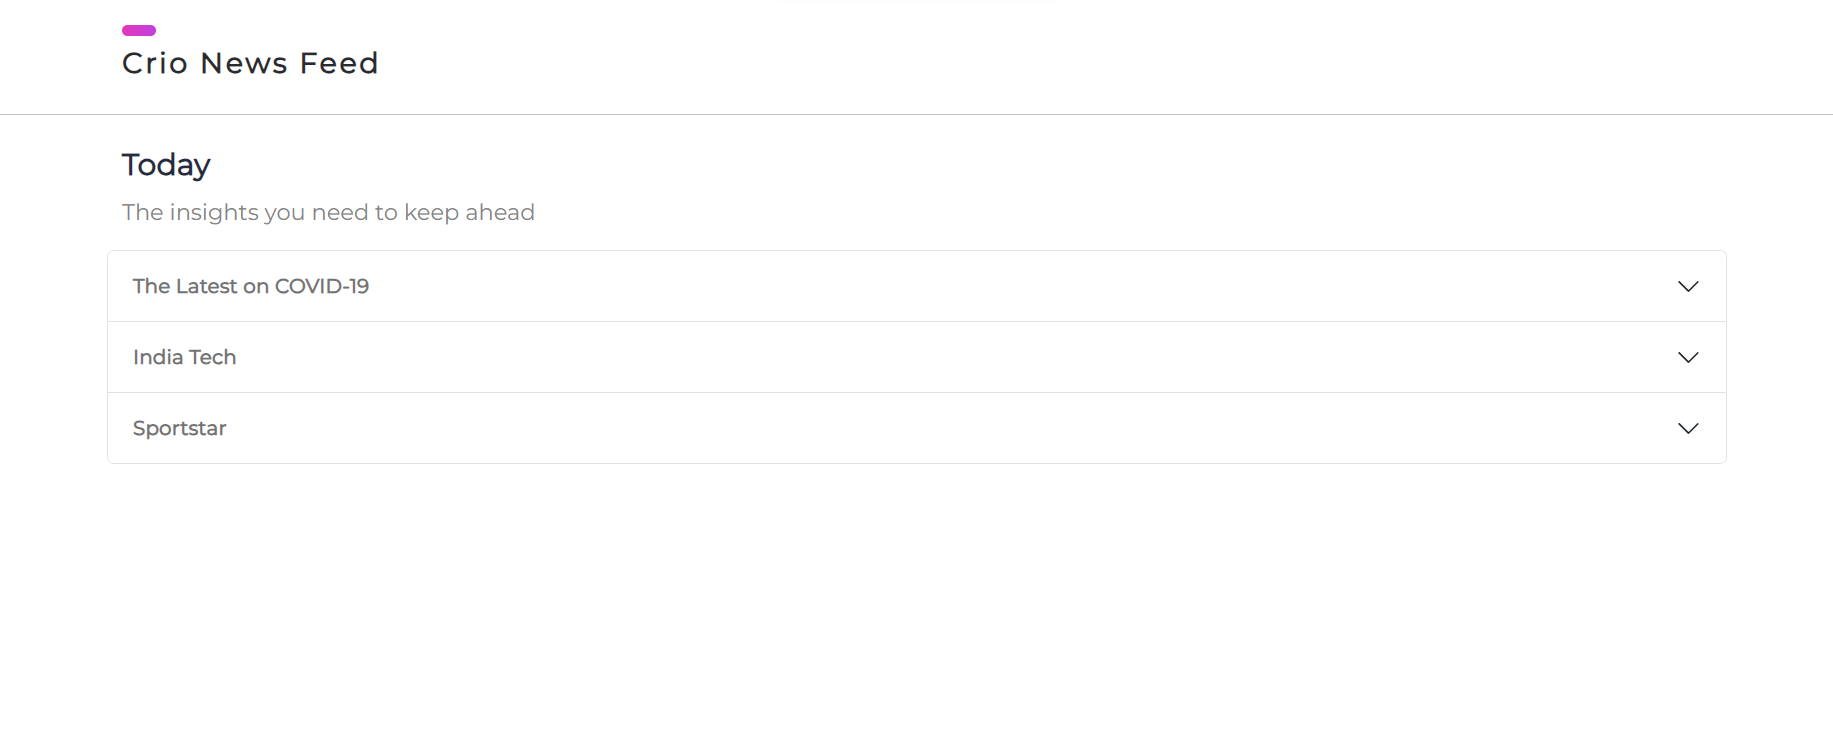 Crio News Feed
Today
The insights you need to keep ahead
The Latest on COVID-19
India Tech
Sportstar